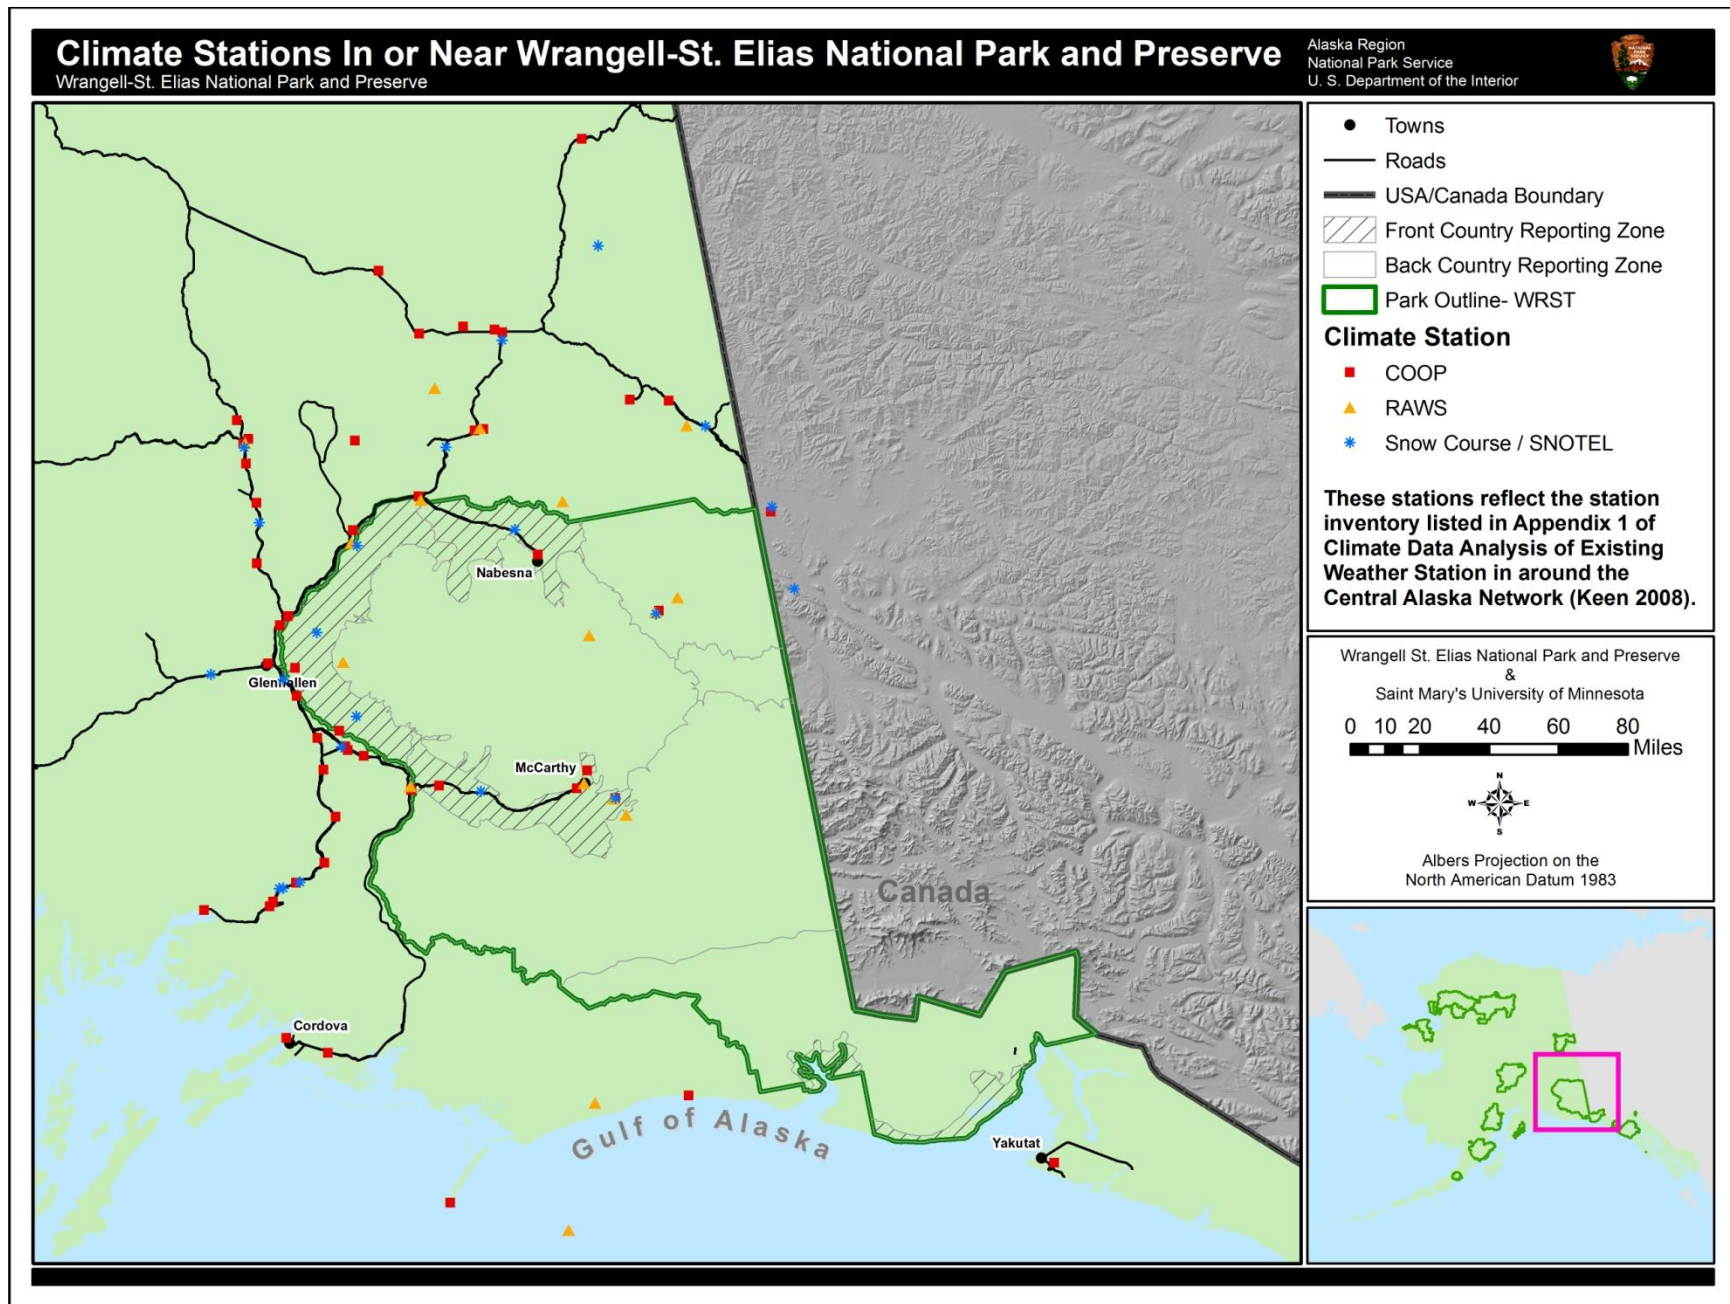 Climate Stations In or Near Wrangell-St. Elias National Park and Preserve
Wrangell-St. Elias National Park and Preserve
Alaska Region
National Park Service
U. S. Department of the Interior
Towns
Roads
USA/Canada Boundary
Front Country Reporting Zone
Back Country Reporting Zone
Park Outline- WRST
Climate Station
COOP
RAWS
Snow Course / SNOTEL
These stations reflect the station
inventory listed in Appendix 1 of
Climate Data Analysis of Existing
Weather Station in around the
Central Alaska Network (Keen 2008).
Wrangell St. Elias National Park and Preserve
&
Saint Mary's University of Minnesota
0 10 20 40 60 80
Miles
N
W E
S
Albers Projection on the
North American Datum 1983
Nabesna
Glennallen
McCarthy
Canada
Cordova
Gulf of Alaska
Yakutat